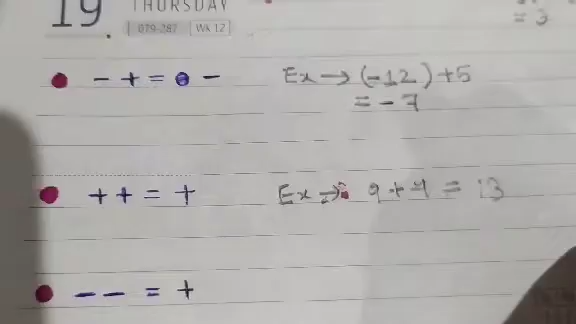 19
THURSDAY
079-287 Wk 12
= 3
- + = -
Ex → (-12) + 5
= - 7
+ + = +
Ex → 9 + 4 = 13
- - = +